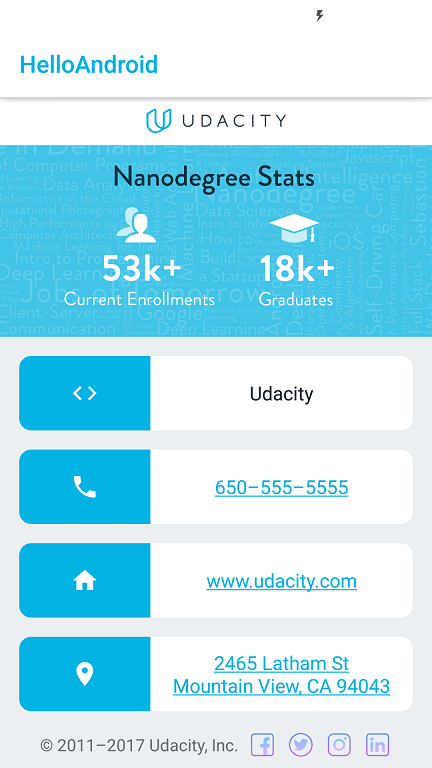 HelloAndroid
UDACITY
Nanodegree Stats
53k+
18k+
Current Enrollments
Graduates
Udacity
650–555–5555
www.udacity.com
2465 Latham St
Mountain View, CA 94043
© 2011–2017 Udacity, Inc.